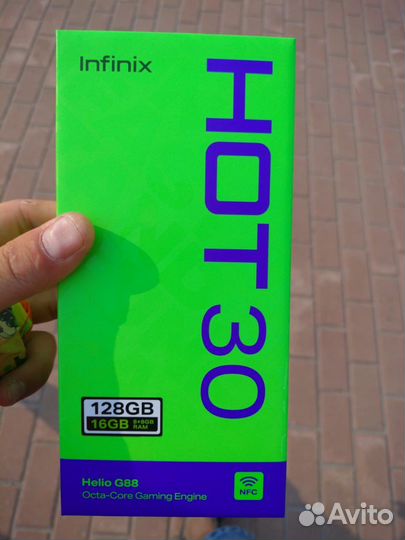 Infinix
HOT 30
128GB
16GB 8+8GB RAM
Helio G88
Octa-Core Gaming Engine
NFC
Avito